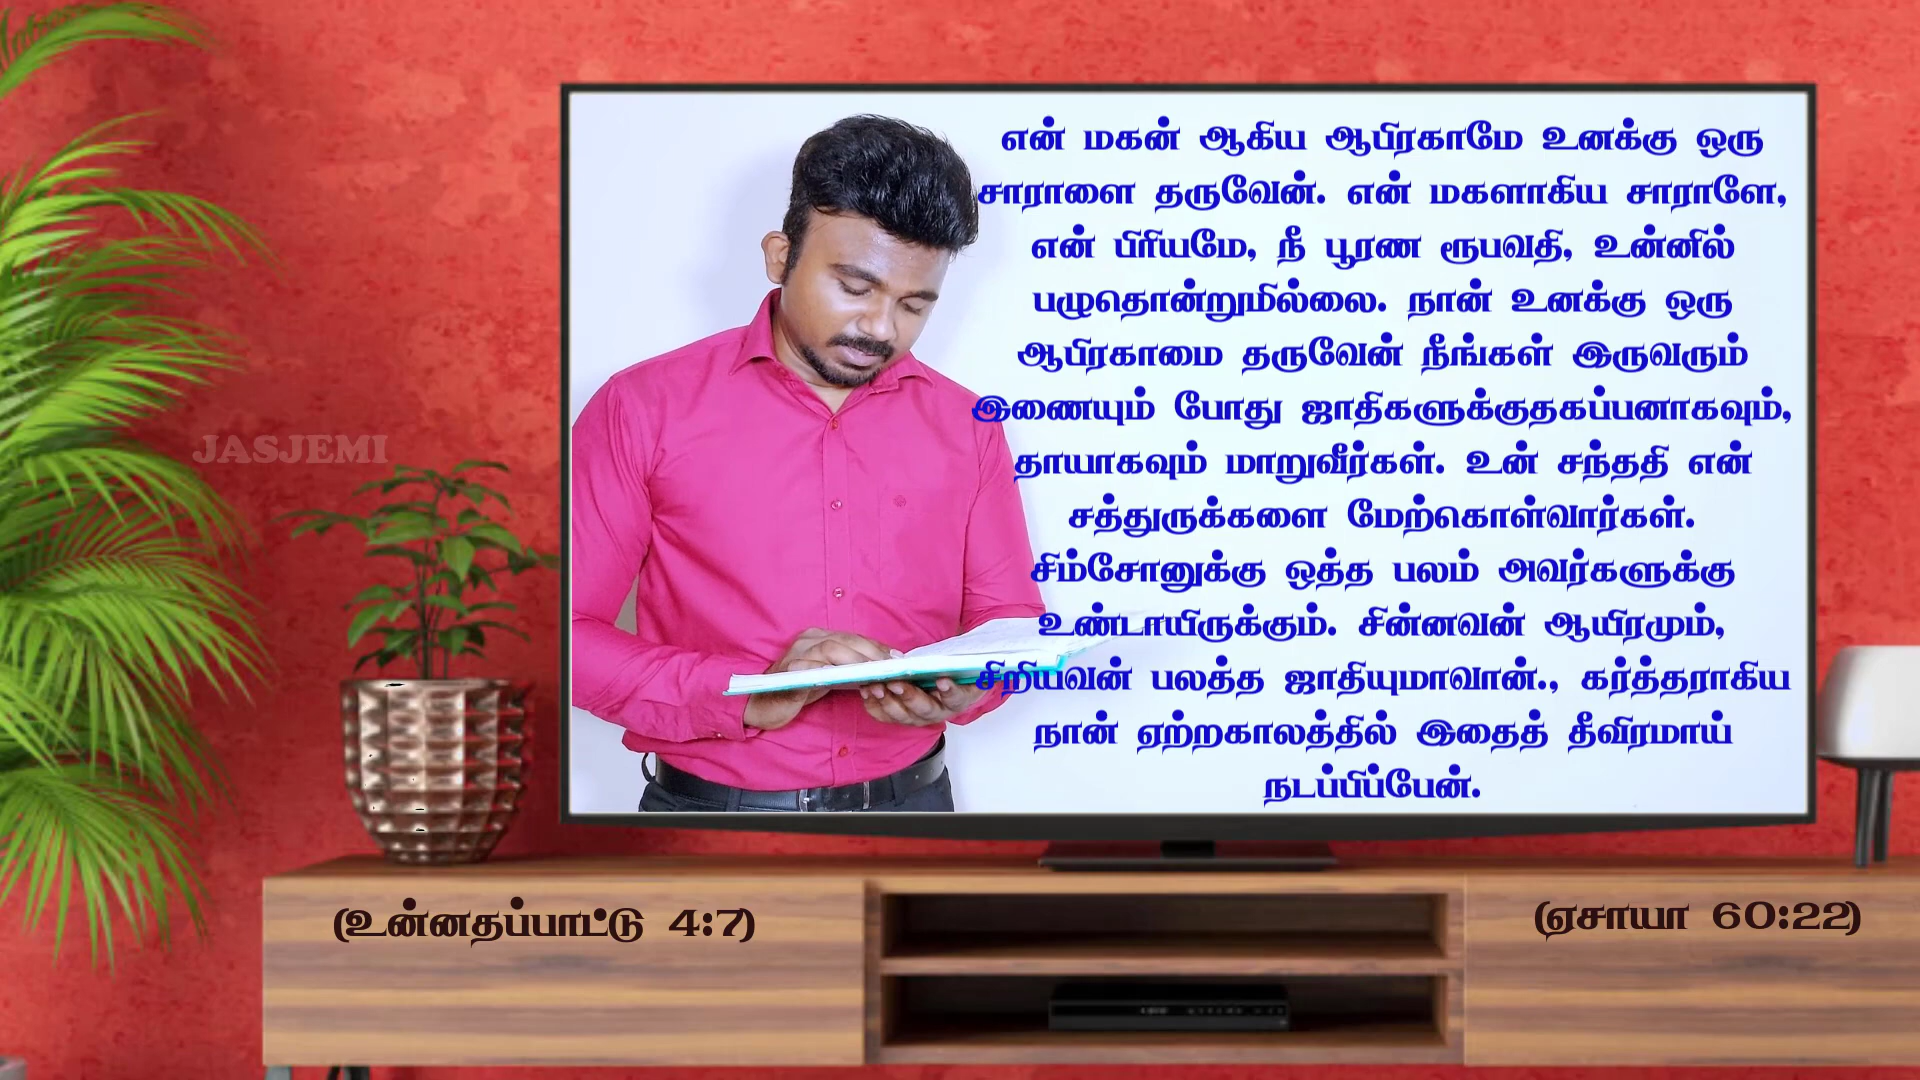 என் மகன் ஆகிய ஆபிரகாமே உனக்கு ஒரு
சாராளை தருவேன். என் மகளாகிய சாராளே,
என் பிரியமே, நீ பூரண ரூபவதி, உன்னில்
பழுதொன்றுமில்லை. நான் உனக்கு ஒரு
ஆபிரகாமை தருவேன் நீங்கள் இருவரும்
இணையும் போது ஜாதிகளுக்குதகப்பனாகவும்,
தாயாகவும் மாறுவீர்கள். உன் சந்ததி என்
சத்துருக்களை மேற்கொள்வார்கள்.
சிம்சோனுக்கு ஒத்த பலம் அவர்களுக்கு
உண்டாயிருக்கும். சின்னவன் ஆயிரமும்,
சிறியவன் பலத்த ஜாதியுமாவான்., கர்த்தராகிய
நான் ஏற்றகாலத்தில் இதைத் தீவிரமாய்
நடப்பிப்பேன்.
JASJEMI
(உன்னதப்பாட்டு 4:7)
(ஏசாயா 60:22)